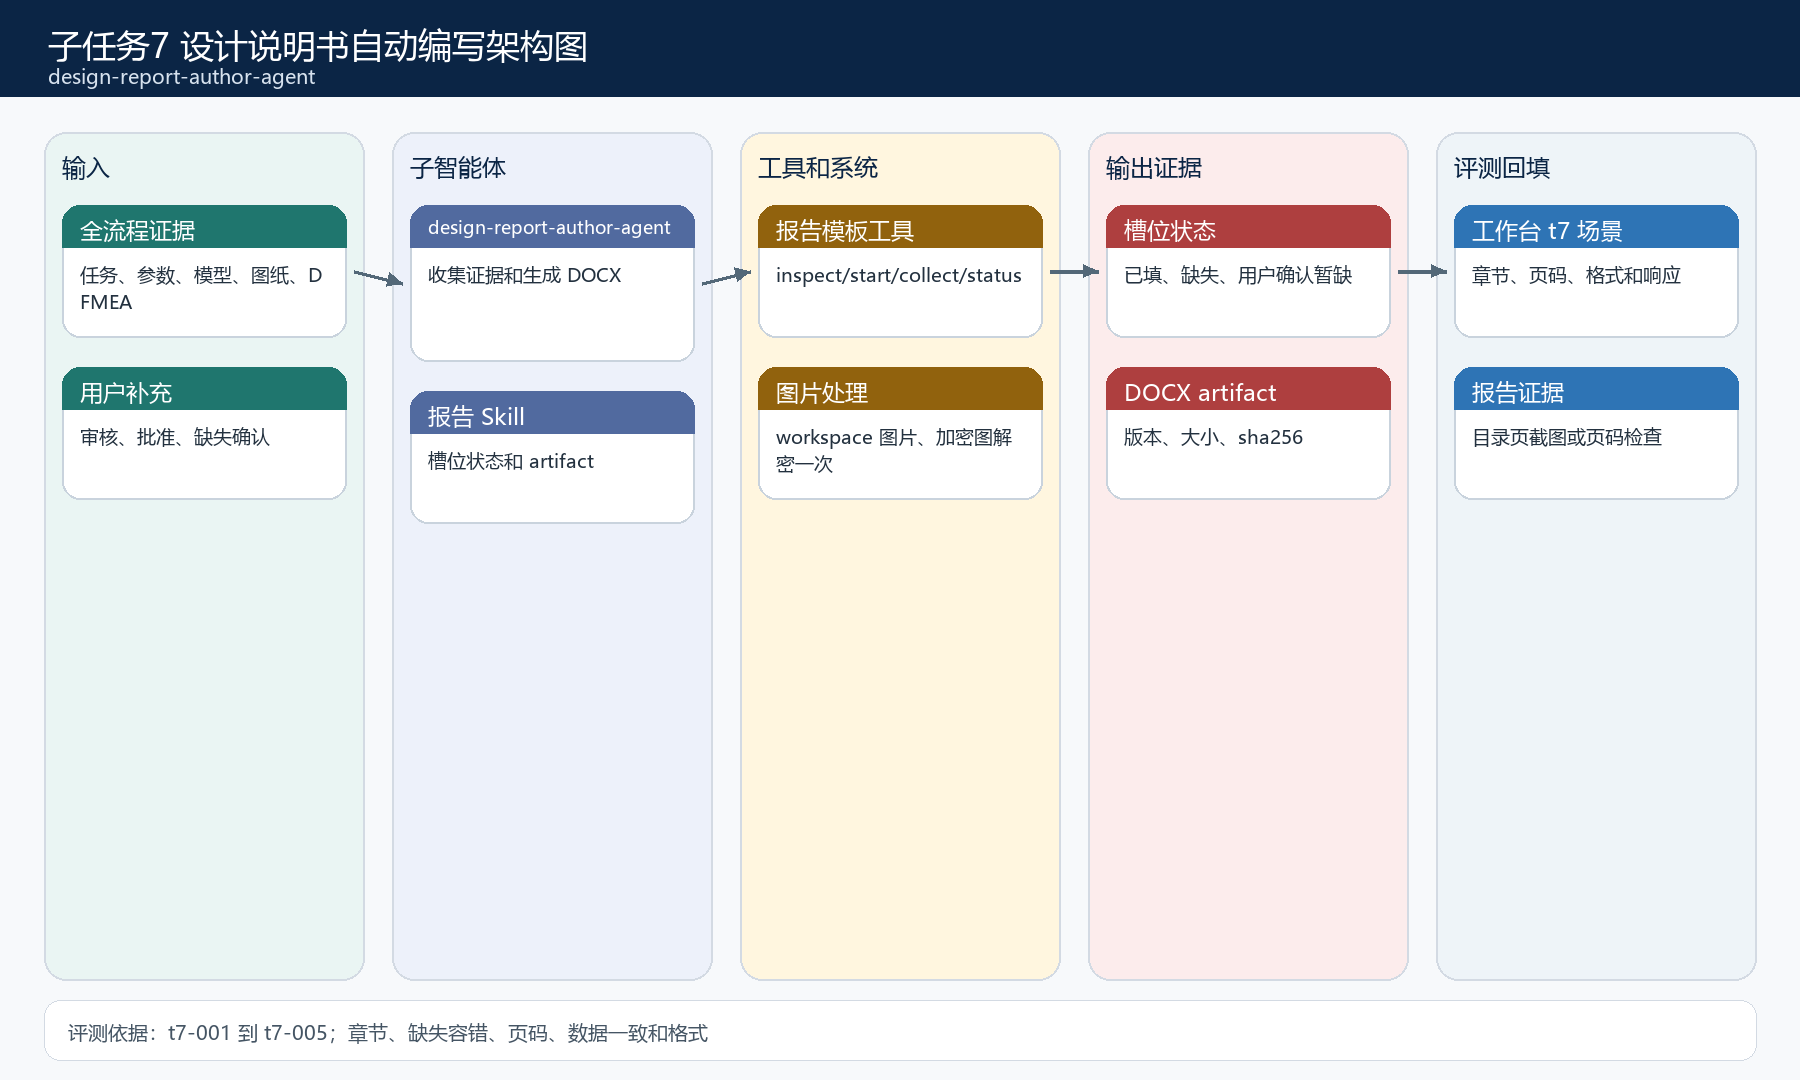 子任务7 设计说明书自动编写架构图
design-report-author-agent
输入
全流程证据
任务、参数、模型、图纸、D
FMEA
用户补充
审核、批准、缺失确认
子智能体
design-report-author-agent
收集证据和生成 DOCX
报告 Skill
槽位状态和 artifact
工具和系统
报告模板工具
inspect/start/collect/status
图片处理
workspace 图片、加密图解
密一次
输出证据
槽位状态
已填、缺失、用户确认暂缺
DOCX artifact
版本、大小、sha256
评测回填
工作台 t7 场景
章节、页码、格式和响应
报告证据
目录页截图或页码检查
评测依据：t7-001 到 t7-005；章节、缺失容错、页码、数据一致和格式